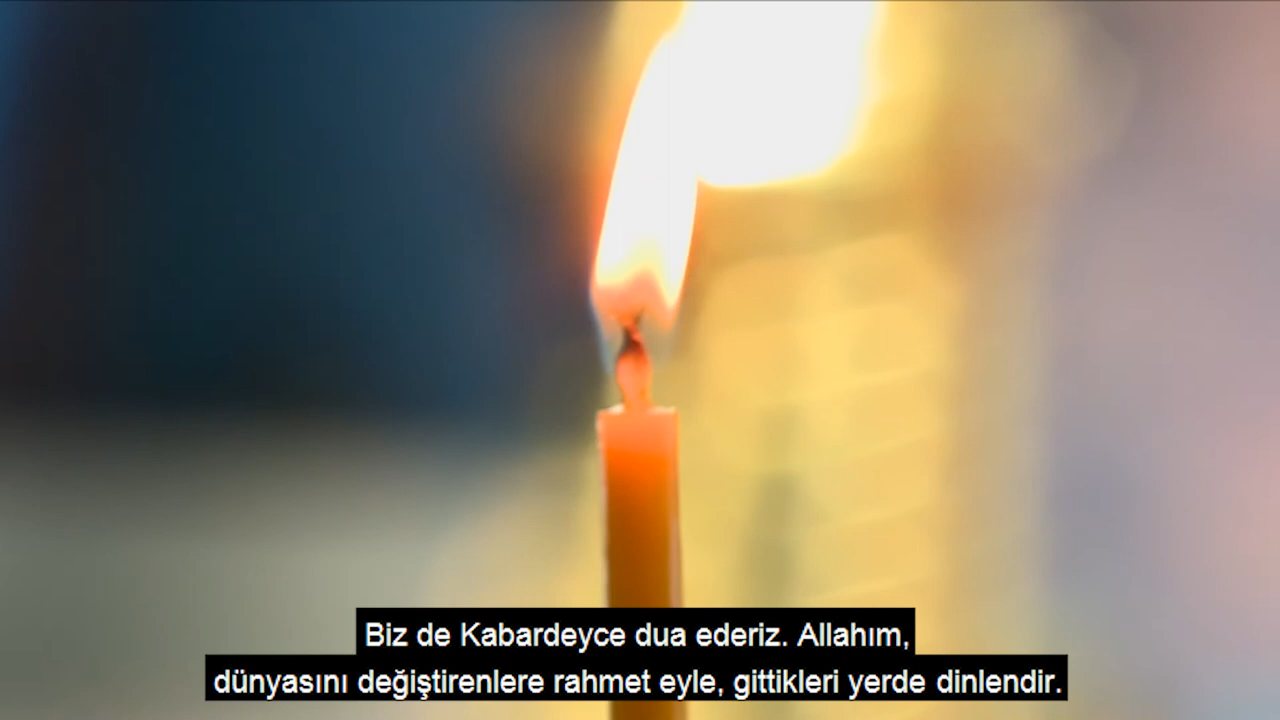 Biz de Kabardeyce dua ederiz. Allahım,
dünyasını değiştirenlere rahmet eyle, gittikleri yerde dinlendir.